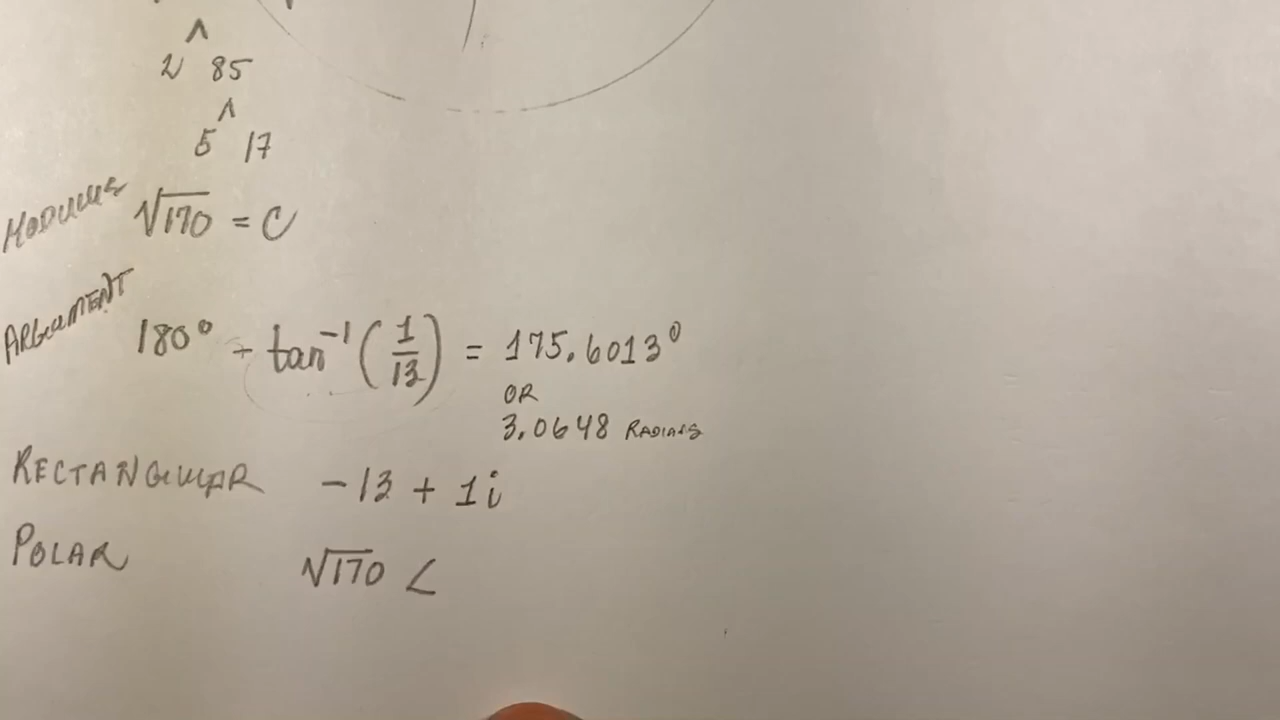 2 85
5 17
MODULUS √170 = C
ARGUMENT 180° - tan⁻¹(1/13) = 175.6013°
OR
3.0648 RADIANS
RECTANGULAR -13 + 1i
POLAR √170 ∠